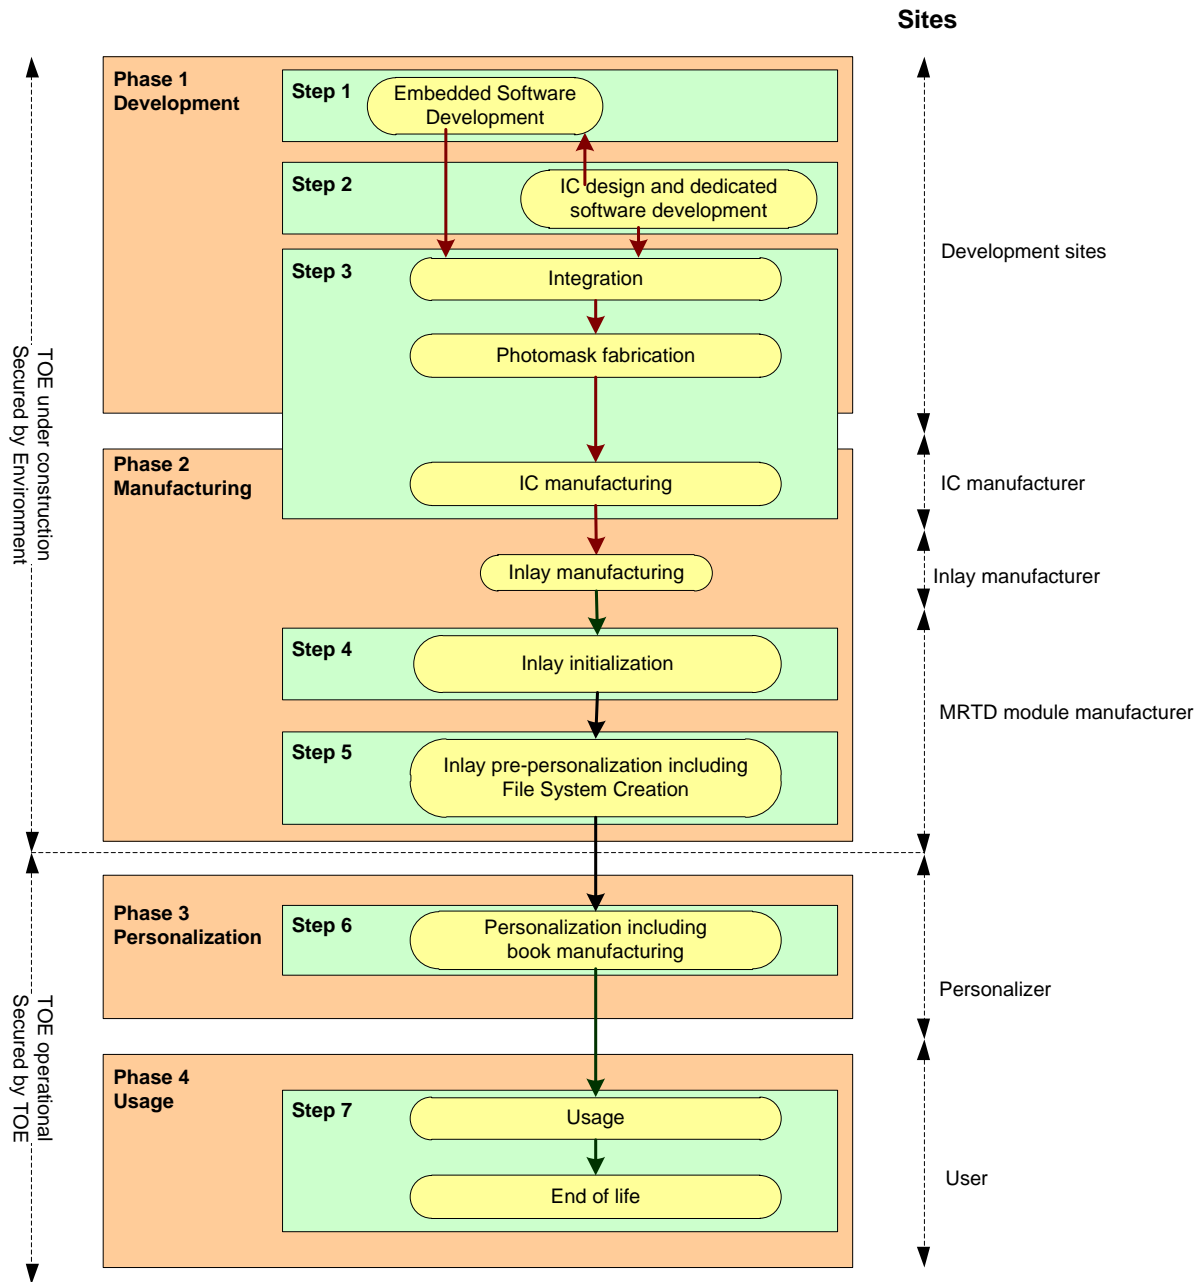 Sites
Phase 1
Development
Step 1
Embedded Software
Development
Step 2
IC design and dedicated
software development
Step 3
Integration
Development sites
Photomask fabrication
TOE under construction
Secured by Environment
Phase 2
Manufacturing
IC manufacturing
IC manufacturer
Inlay manufacturing
Inlay manufacturer
Step 4
Inlay initialization
MRTD module manufacturer
Step 5
Inlay pre-personalization including
File System Creation
Phase 3
Personalization
Step 6
Personalization including
book manufacturing
Personalizer
TOE operational
Secured by TOE
Phase 4
Usage
Step 7
Usage
User
End of life